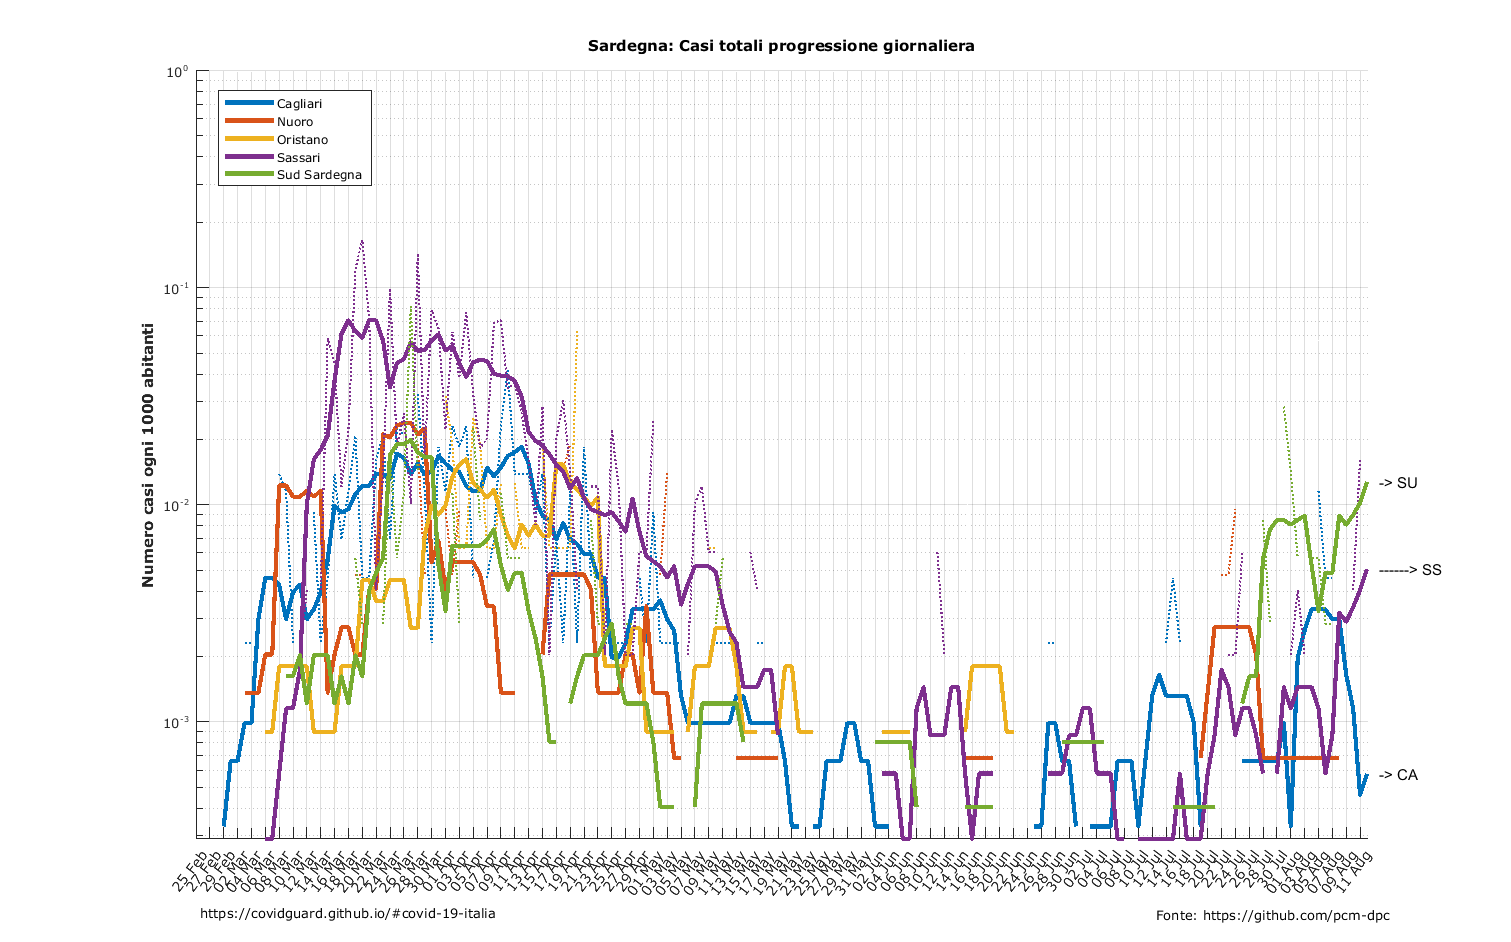 Sardegna: Casi totali progressione giornaliera
10^0
Cagliari
Nuoro
Oristano
Sassari
Sud Sardegna
10^-1
Numero casi ogni 1000 abitanti
-> SU
10^-2
------> SS
10^-3
-> CA
25 Feb
27 Feb
29 Feb
02 Mar
04 Mar
06 Mar
08 Mar
10 Mar
12 Mar
14 Mar
16 Mar
18 Mar
20 Mar
22 Mar
24 Mar
26 Mar
28 Mar
30 Mar
01 Apr
03 Apr
05 Apr
07 Apr
09 Apr
11 Apr
13 Apr
15 Apr
17 Apr
19 Apr
21 Apr
23 Apr
25 Apr
27 Apr
29 Apr
01 May
03 May
05 May
07 May
09 May
11 May
13 May
15 May
17 May
19 May
21 May
23 May
25 May
27 May
29 May
31 May
02 Jun
04 Jun
06 Jun
08 Jun
10 Jun
12 Jun
14 Jun
16 Jun
18 Jun
20 Jun
22 Jun
24 Jun
26 Jun
28 Jun
30 Jun
02 Jul
04 Jul
06 Jul
08 Jul
10 Jul
12 Jul
14 Jul
16 Jul
18 Jul
20 Jul
22 Jul
24 Jul
26 Jul
28 Jul
30 Jul
01 Aug
03 Aug
05 Aug
07 Aug
09 Aug
11 Aug
https://covidguard.github.io/#covid-19-italia
Fonte: https://github.com/pcm-dpc